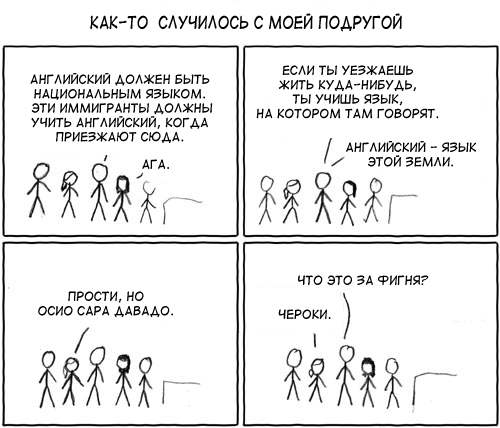 КАК-ТО СЛУЧИЛОСЬ С МОЕЙ ПОДРУГОЙ
АНГЛИЙСКИЙ ДОЛЖЕН БЫТЬ
НАЦИОНАЛЬНЫМ ЯЗЫКОМ.
ЭТИ ИММИГРАНТЫ ДОЛЖНЫ
УЧИТЬ АНГЛИЙСКИЙ, КОГДА
ПРИЕЗЖАЮТ СЮДА.
АГА.
ЕСЛИ ТЫ УЕЗЖАЕШЬ
ЖИТЬ КУДА-НИБУДЬ,
ТЫ УЧИШЬ ЯЗЫК,
НА КОТОРОМ ТАМ ГОВОРЯТ.
АНГЛИЙСКИЙ - ЯЗЫК
ЭТОЙ ЗЕМЛИ.
ПРОСТИ, НО
ОСИО САРА ДАВАДО.
ЧТО ЭТО ЗА ФИГНЯ?
ЧЕРОКИ.